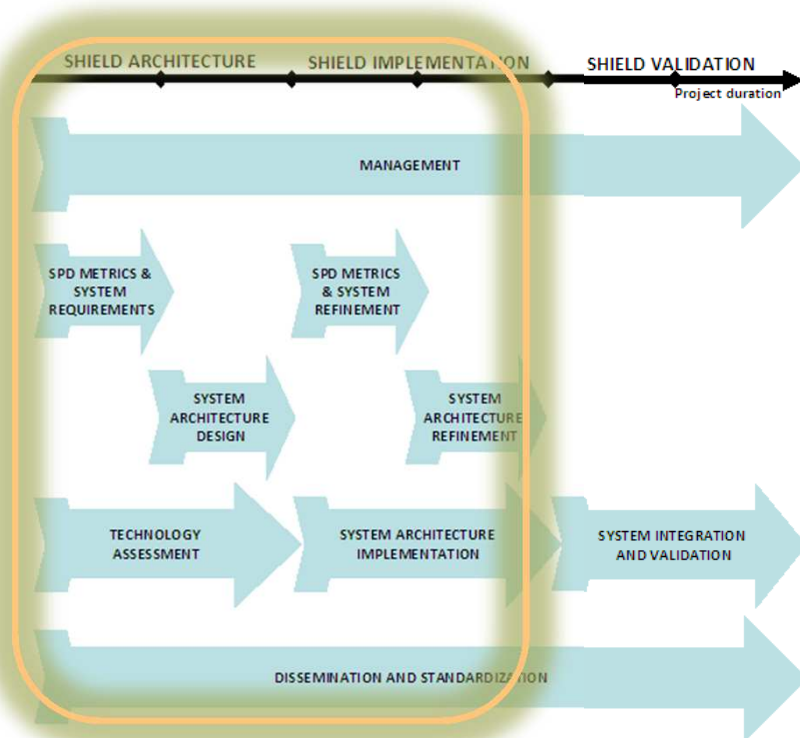 SHIELD ARCHITECTURE
SHIELD IMPLEMENTATION
SHIELD VALIDATION
Project duration
MANAGEMENT
SPD METRICS &
SYSTEM
REQUIREMENTS
SPD METRICS
& SYSTEM
REFINEMENT
SYSTEM
ARCHITECTURE
DESIGN
SYSTEM
ARCHITECTURE
REFINEMENT
TECHNOLOGY
ASSESSMENT
SYSTEM ARCHITECTURE
IMPLEMENTATION
SYSTEM INTEGRATION
AND VALIDATION
DISSEMINATION AND STANDARDIZATION